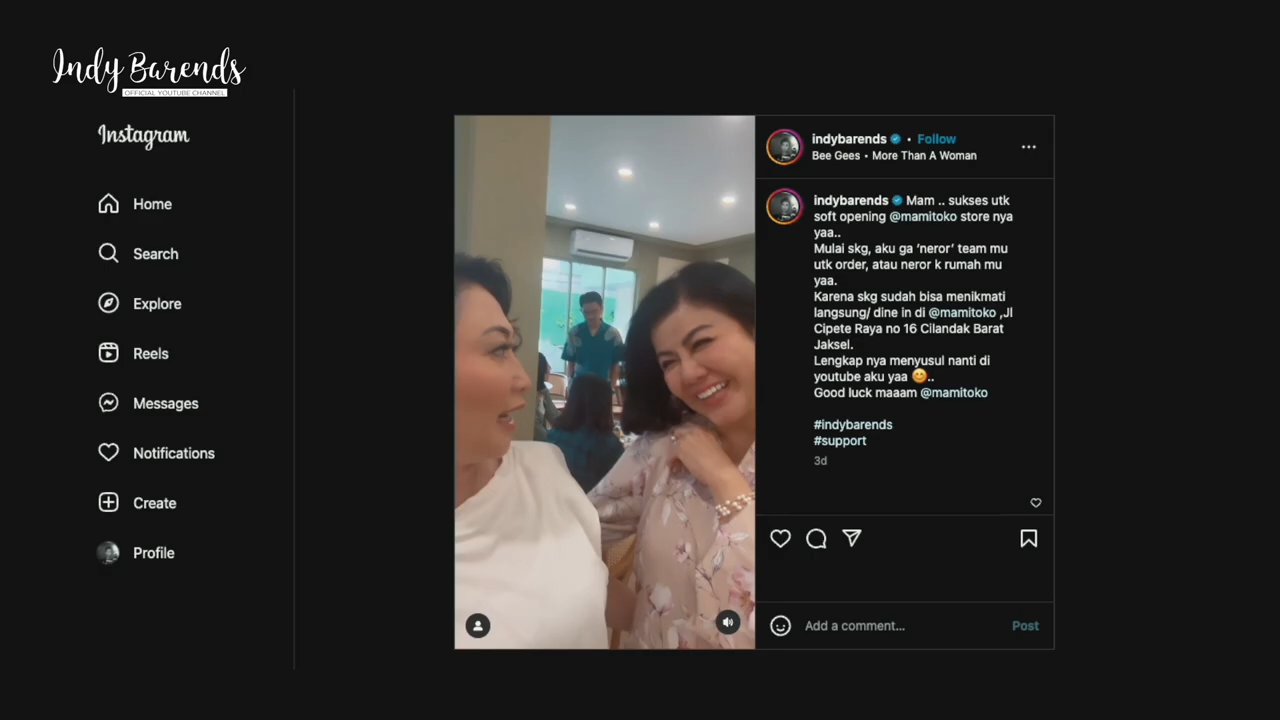 Indy Barends
OFFICIAL YOUTUBE CHANNEL
Instagram
Home
Search
Explore
Reels
Messages
Notifications
Create
Profile
indybarends • Follow
Bee Gees • More Than A Woman
indybarends Mam .. sukses utk
soft opening @mamitoko store nya
yaa..
Mulai skg, aku ga ‘neror’ team mu
utk order, atau neror k rumah mu
yaa.
Karena skg sudah bisa menikmati
langsung/ dine in di @mamitoko ,Jl
Cipete Raya no 16 Cilandak Barat
Jaksel.
Lengkap nya menyusul nanti di
youtube aku yaa 😊..
Good luck maaam @mamitoko
#indybarends
#support
3d
Add a comment...
Post